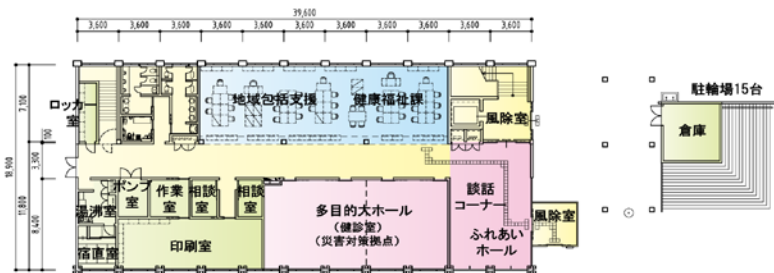 39,600
3,600 3,600 3,600 3,600 3,600 3,600 3,600 3,600 3,600 3,600 3,600
駐輪場15台
ロッカー室
地域包括支援
健康福祉課
風除室
倉庫
18,900
7,100
100
3,300
11,800
8,400
湯沸室
ポンプ室
作業室
相談室
相談室
談話コーナー
多目的大ホール
(健診室)
(災害対策拠点)
ふれあいホール
風除室
宿直室
印刷室